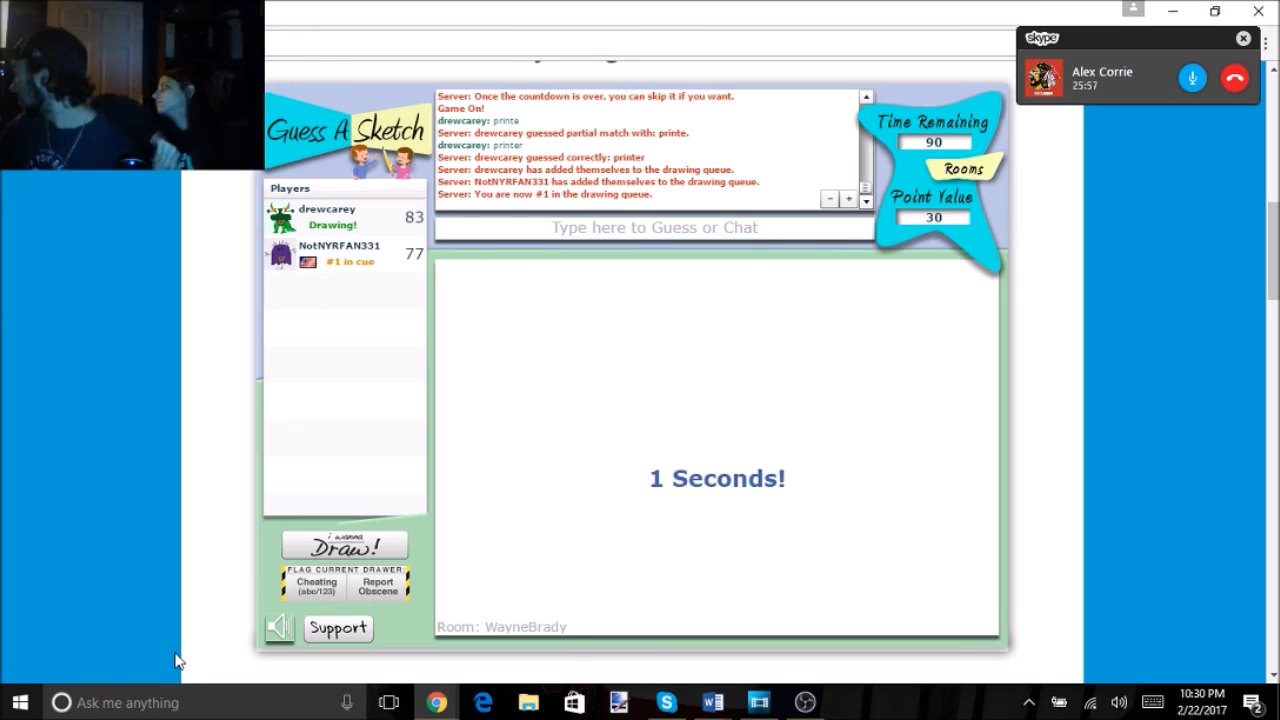 skype
Alex Corrie
25:57
Guess A Sketch
Server: Once the countdown is over, you can skip it if you want.
Game On!
drewcarey: printe
Server: drewcarey guessed partial match with: printe.
drewcarey: printer
Server: drewcarey guessed correctly: printer
Server: drewcarey has added themselves to the drawing queue.
Server: NotNYRFAN331 has added themselves to the drawing queue.
Server: You are now #1 in the drawing queue.
- +
Type here to Guess or Chat
Time Remaining
90
Rooms
Point Value
30
Players
drewcarey 83
Drawing!
NotNYRFAN331 77
#1 in cue
1 Seconds!
i wanna
Draw!
FLAG CURRENT DRAWER:
Cheating
(abc/123)
Report
Obscene
Support
Room: WayneBrady
Ask me anything
10:30 PM
2/22/2017
2